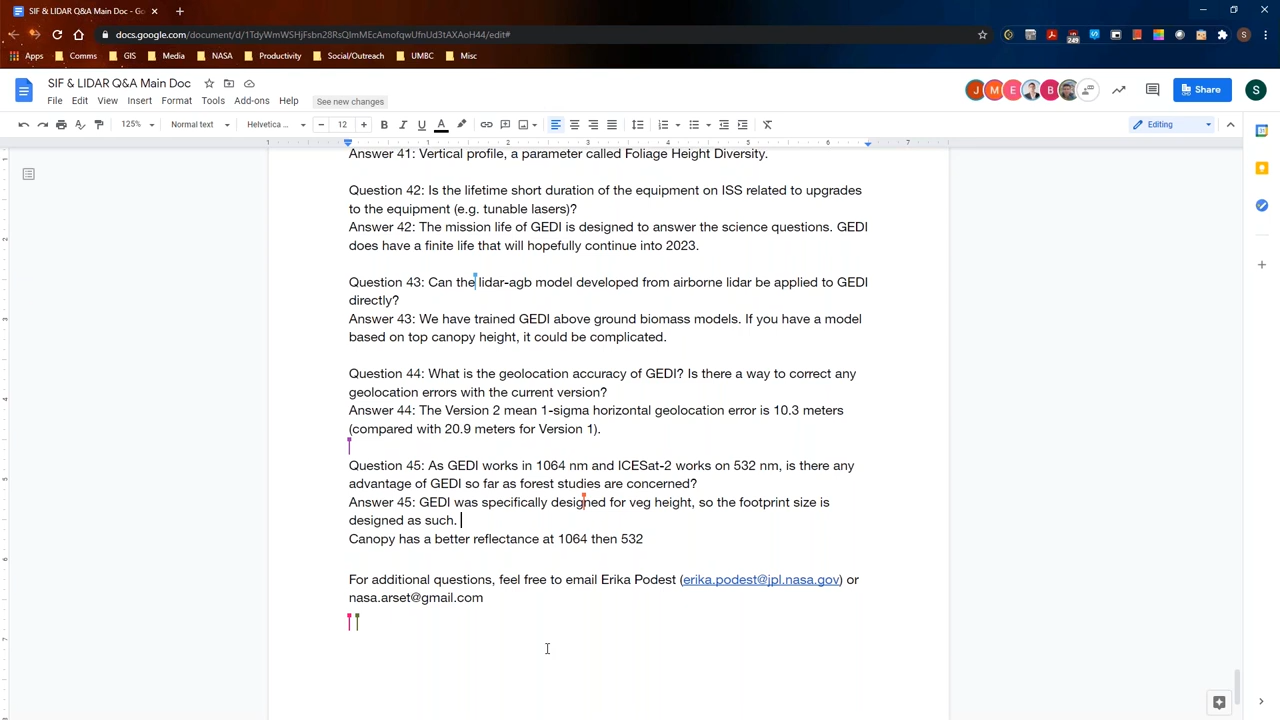 SIF & LIDAR Q&A Main Doc - Go
docs.google.com/document/d/1TdyWmWSHjFsbn28RsQImMEcAmofqwUfnUd3tAXAoH44/edit#
Apps Comms GIS Media NASA Productivity Social/Outreach UMBC Misc
249
S
SIF & LIDAR Q&A Main Doc
File Edit View Insert Format Tools Add-ons Help See new changes
J M E B Share S
125% Normal text Helvetica ... 12 Editing
1 1 2 3 4 5 6 7
Answer 41: Vertical profile, a parameter called Foliage Height Diversity.
Question 42: Is the lifetime short duration of the equipment on ISS related to upgrades
to the equipment (e.g. tunable lasers)?
Answer 42: The mission life of GEDI is designed to answer the science questions. GEDI
does have a finite life that will hopefully continue into 2023.
Question 43: Can the lidar-agb model developed from airborne lidar be applied to GEDI
directly?
Answer 43: We have trained GEDI above ground biomass models. If you have a model
based on top canopy height, it could be complicated.
Question 44: What is the geolocation accuracy of GEDI? Is there a way to correct any
geolocation errors with the current version?
Answer 44: The Version 2 mean 1-sigma horizontal geolocation error is 10.3 meters
(compared with 20.9 meters for Version 1).
Question 45: As GEDI works in 1064 nm and ICESat-2 works on 532 nm, is there any
advantage of GEDI so far as forest studies are concerned?
Answer 45: GEDI was specifically designed for veg height, so the footprint size is
designed as such.
Canopy has a better reflectance at 1064 then 532
For additional questions, feel free to email Erika Podest (erika.podest@jpl.nasa.gov) or
nasa.arset@gmail.com